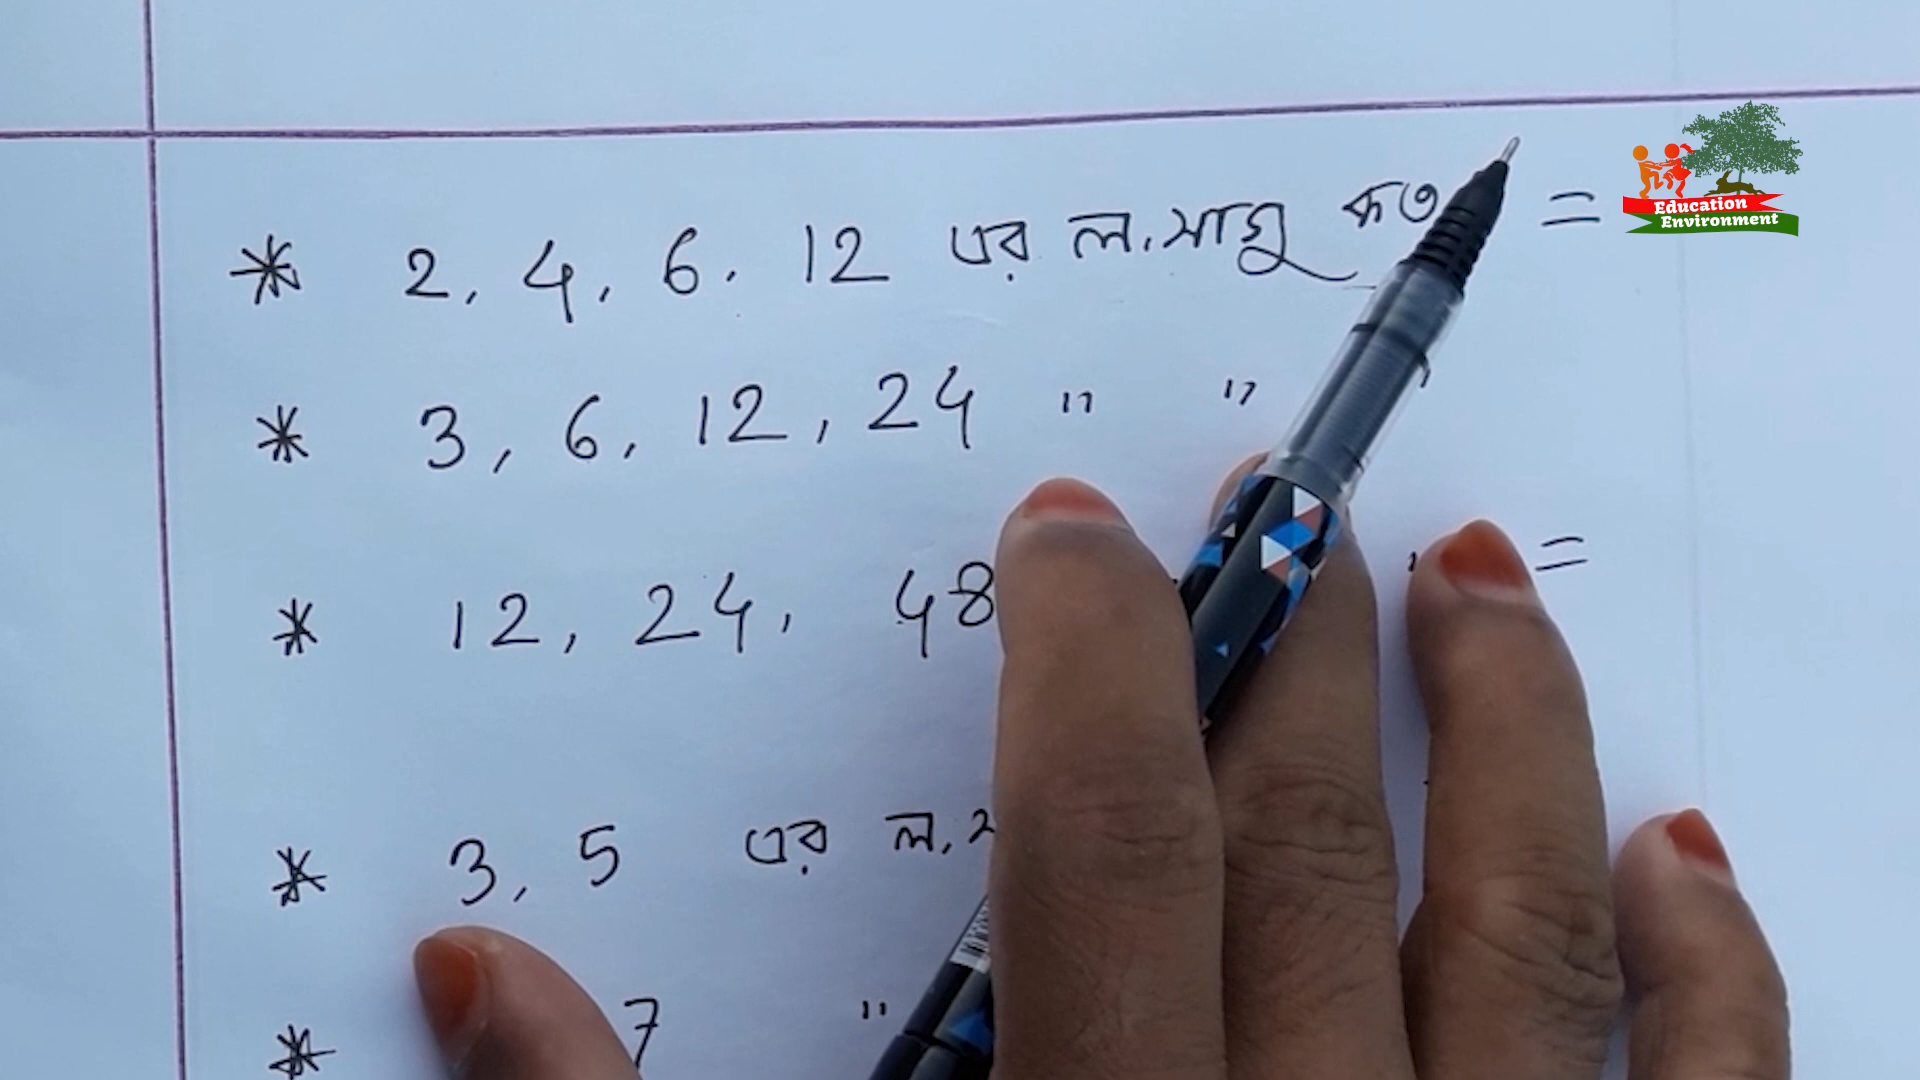 * 2, 4, 6, 12 এর ল.সাগু কত =
* 3, 6, 12, 24 " "
* 12, 24, 48 =
* 3, 5 এর ল.
* 7 "
Education
Environment